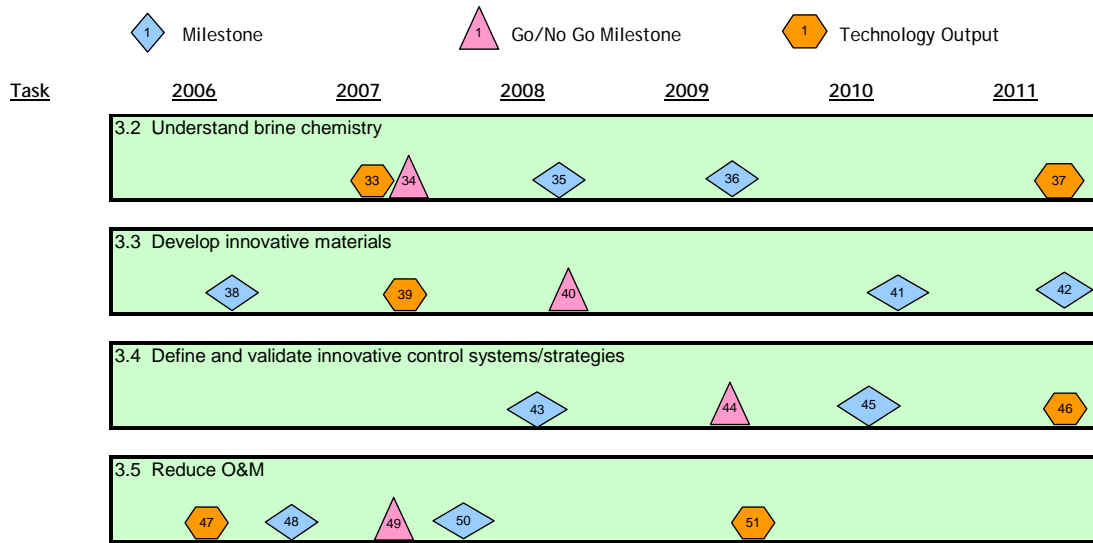 1 Milestone 1 Go/No Go Milestone 1 Technology Output
Task 2006 2007 2008 2009 2010 2011
3.2 Understand brine chemistry
33 34 35 36 37
3.3 Develop innovative materials
38 39 40 41 42
3.4 Define and validate innovative control systems/strategies
43 44 45 46
3.5 Reduce O&M
47 48 49 50 51